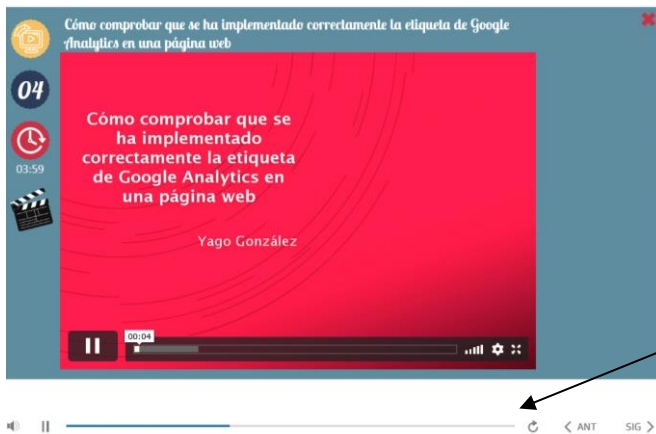 Cómo comprobar que se ha implementado correctamente la etiqueta de Google
Analytics en una página web
04
03:59
Cómo comprobar que se
ha implementado
correctamente la etiqueta
de Google Analytics en
una página web
Yago González
00:04
ANT
SIG